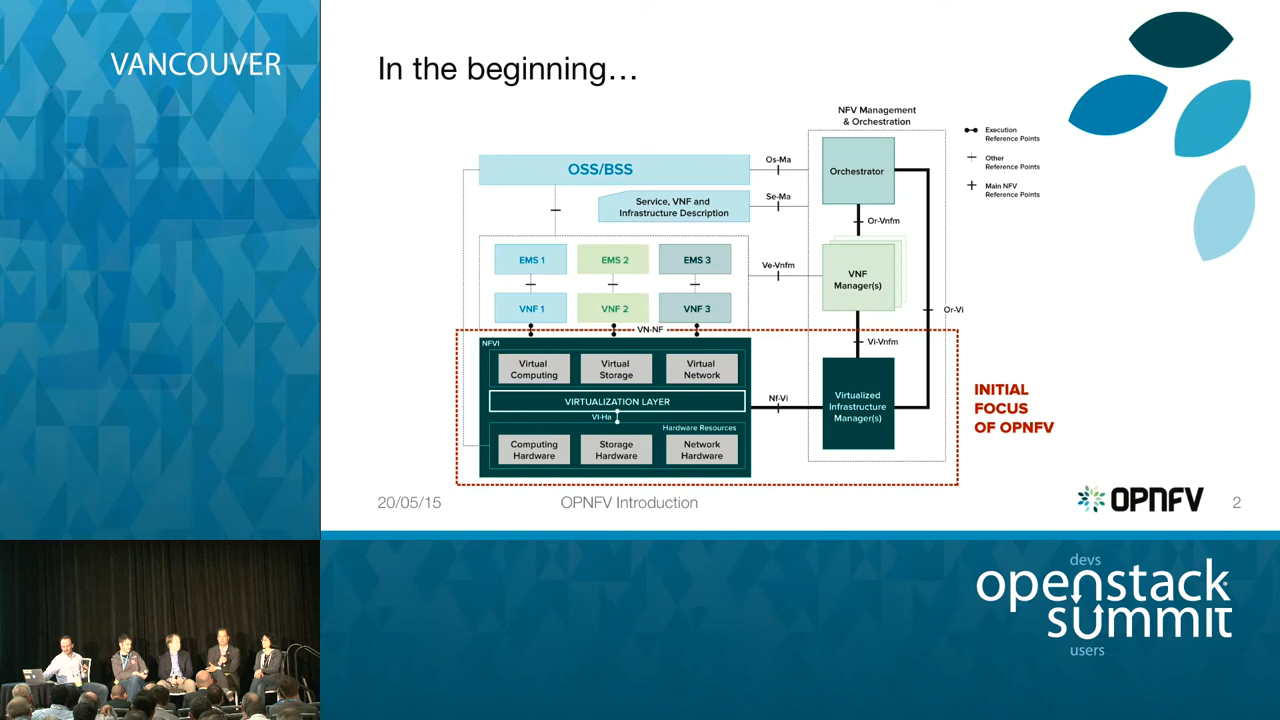 VANCOUVER
In the beginning…
NFV Management
& Orchestration
Execution
Reference Points
Other
Reference Points
Main NFV
Reference Points
OSS/BSS
Os-Ma
Orchestrator
Service, VNF and
Infrastructure Description
Se-Ma
Or-Vnfm
EMS 1
EMS 2
EMS 3
Ve-Vnfm
VNF
Manager(s)
VNF 1
VNF 2
VNF 3
Or-Vi
VN-NF
NFVI
Vi-Vnfm
Virtual
Computing
Virtual
Storage
Virtual
Network
VIRTUALIZATION LAYER
Nf-Vi
Virtualized
Infrastructure
Manager(s)
VI-Ha
Hardware Resources
Computing
Hardware
Storage
Hardware
Network
Hardware
INITIAL
FOCUS
OF OPNFV
20/05/15
OPNFV Introduction
OPNFV
2
devs
openstack
summit
users